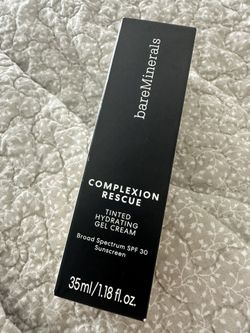 bareMinerals
COMPLEXION
RESCUE
TINTED
HYDRATING
GEL CREAM
Broad Spectrum SPF 30
Sunscreen
35ml/1.18 fl.oz.